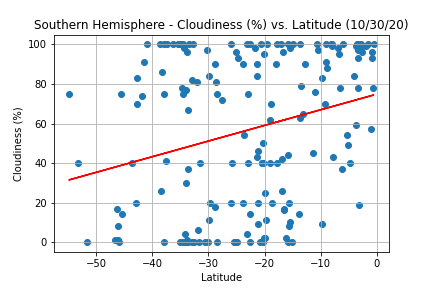 Southern Hemisphere - Cloudiness (%) vs. Latitude (10/30/20)
100
80
60
40
20
0
Cloudiness (%)
−50 −40 −30 −20 −10 0
Latitude